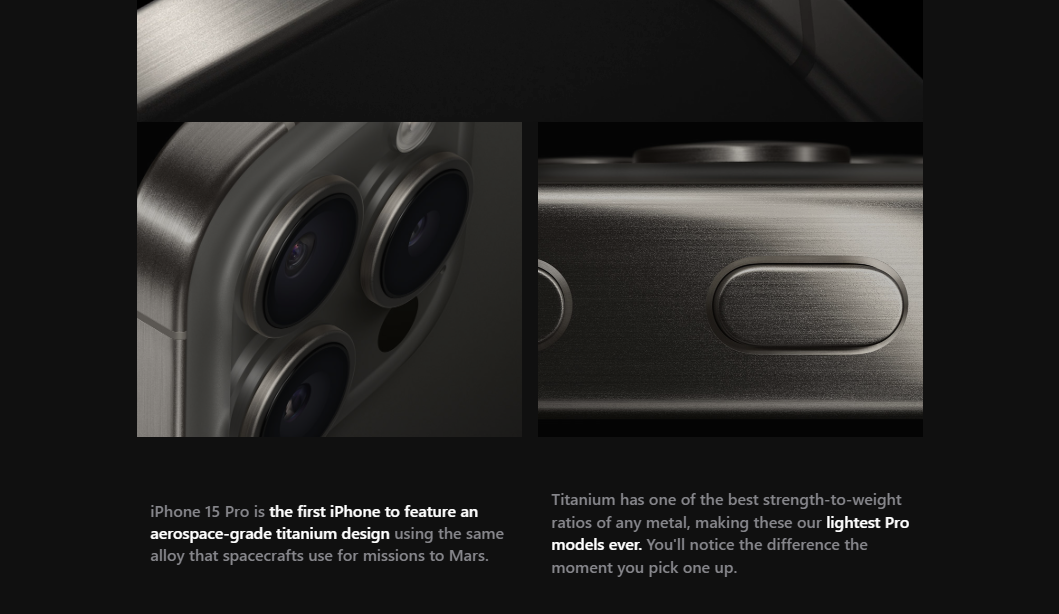 iPhone 15 Pro is the first iPhone to feature an
aerospace-grade titanium design using the same
alloy that spacecrafts use for missions to Mars.
Titanium has one of the best strength-to-weight
ratios of any metal, making these our lightest Pro
models ever. You'll notice the difference the
moment you pick one up.